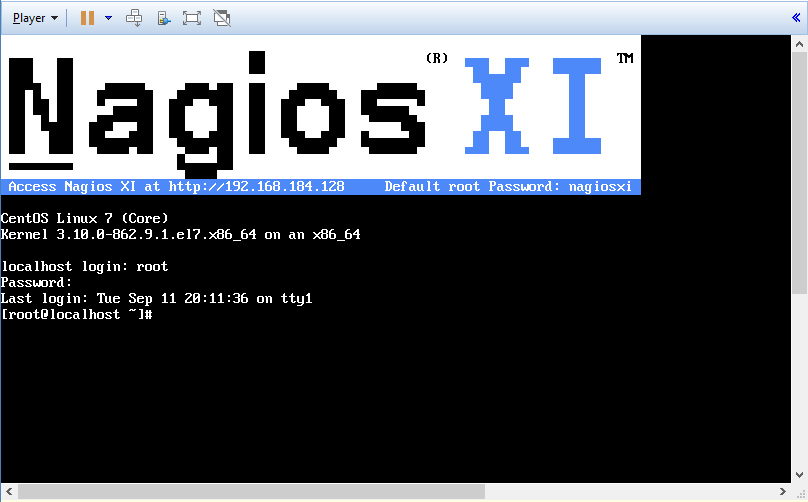 Player
Nagios (R) XI TM
Access Nagios XI at http://192.168.184.128 Default root Password: nagiosxi
CentOS Linux 7 (Core)
Kernel 3.10.0-862.9.1.el7.x86_64 on an x86_64
localhost login: root
Password:
Last login: Tue Sep 11 20:11:36 on tty1
[root@localhost ~]#